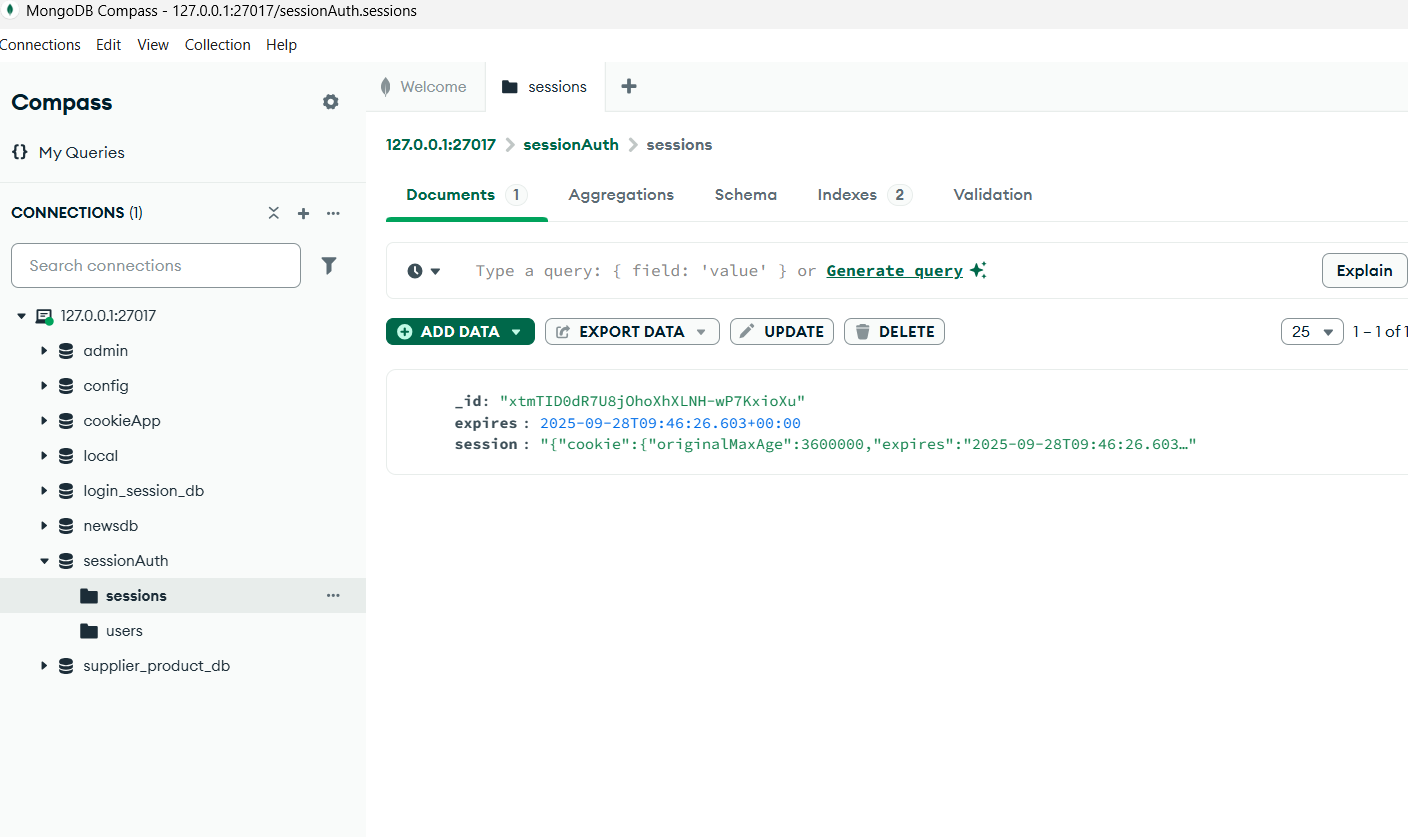 MongoDB Compass - 127.0.0.1:27017/sessionAuth.sessions
Connections Edit View Collection Help
Compass
My Queries
CONNECTIONS (1)
Search connections
127.0.0.1:27017
admin
config
cookieApp
local
login_session_db
newsdb
sessionAuth
sessions
users
supplier_product_db
Welcome
sessions
127.0.0.1:27017 sessionAuth sessions
Documents 1 Aggregations Schema Indexes 2 Validation
Type a query: { field: 'value' } or Generate query
Explain
ADD DATA EXPORT DATA UPDATE DELETE
25 1 – 1 of 1
_id: "xtmTID0dR7U8jOhoXhXLNH-wP7KxioXu"
expires : 2025-09-28T09:46:26.603+00:00
session : "{"cookie":{"originalMaxAge":3600000,"expires":"2025-09-28T09:46:26.603…"